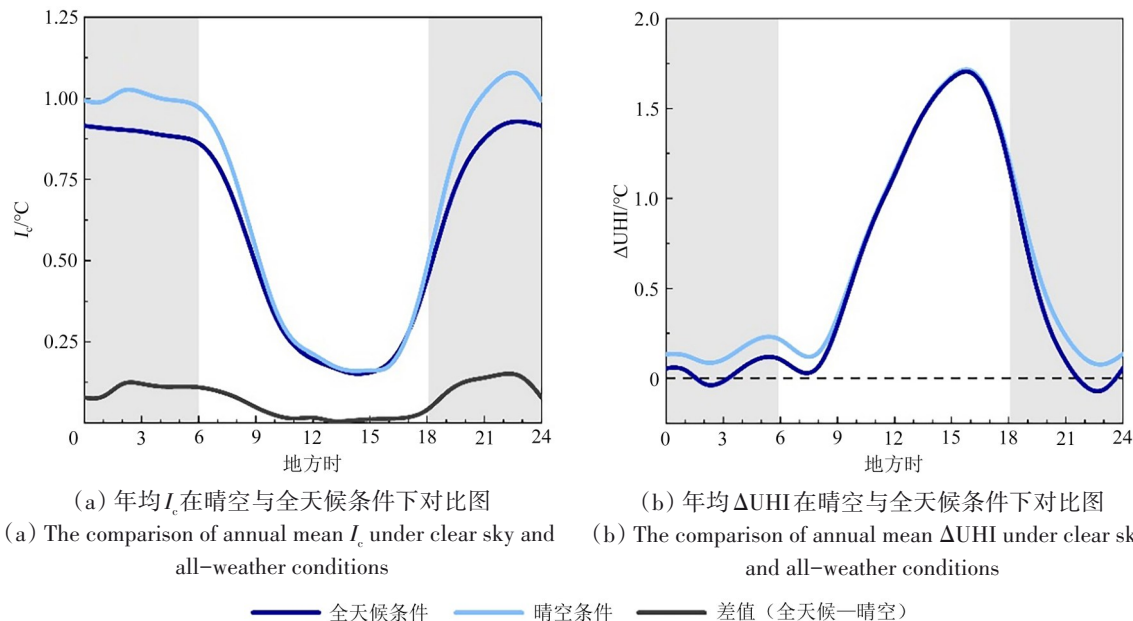 1.25
1.00
0.75
0.50
0.25
0
I_c/°C
0 3 6 9 12 15 18 21 24
地方时
2.0
1.5
1.0
0.5
0
ΔUHI/°C
0 3 6 9 12 15 18 21 24
地方时
(a) 年均I_c在晴空与全天候条件下对比图
(a) The comparison of annual mean I_c under clear sky and
all-weather conditions
(b) 年均ΔUHI在晴空与全天候条件下对比图
(b) The comparison of annual mean ΔUHI under clear sk
and all-weather conditions
全天候条件 晴空条件 差值（全天候—晴空）